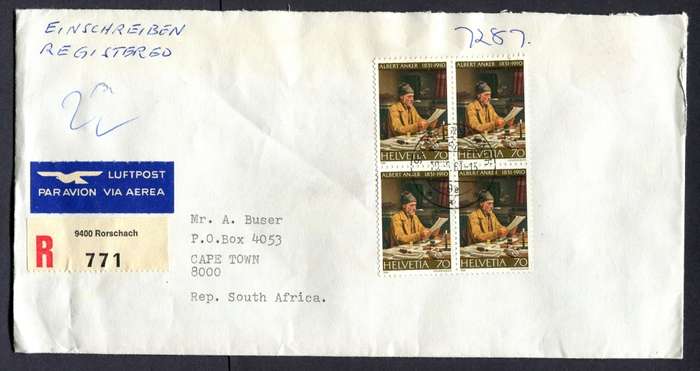 EINSCHREIBEN
REGISTERED
7287.
LUFTPOST
PAR AVION VIA AEREA
9400 Rorschach
R 771
Mr. A. Buser
P.O.Box 4053
CAPE TOWN
8000
Rep. South Africa.
ALBERT ANKER 1831-1910
HELVETIA 70
ALBERT ANKER 1831-1910
HELVETIA 70
ALBERT ANKER 1831-1910
HELVETIA 70
ALBERT ANKER 1831-1910
HELVETIA 70